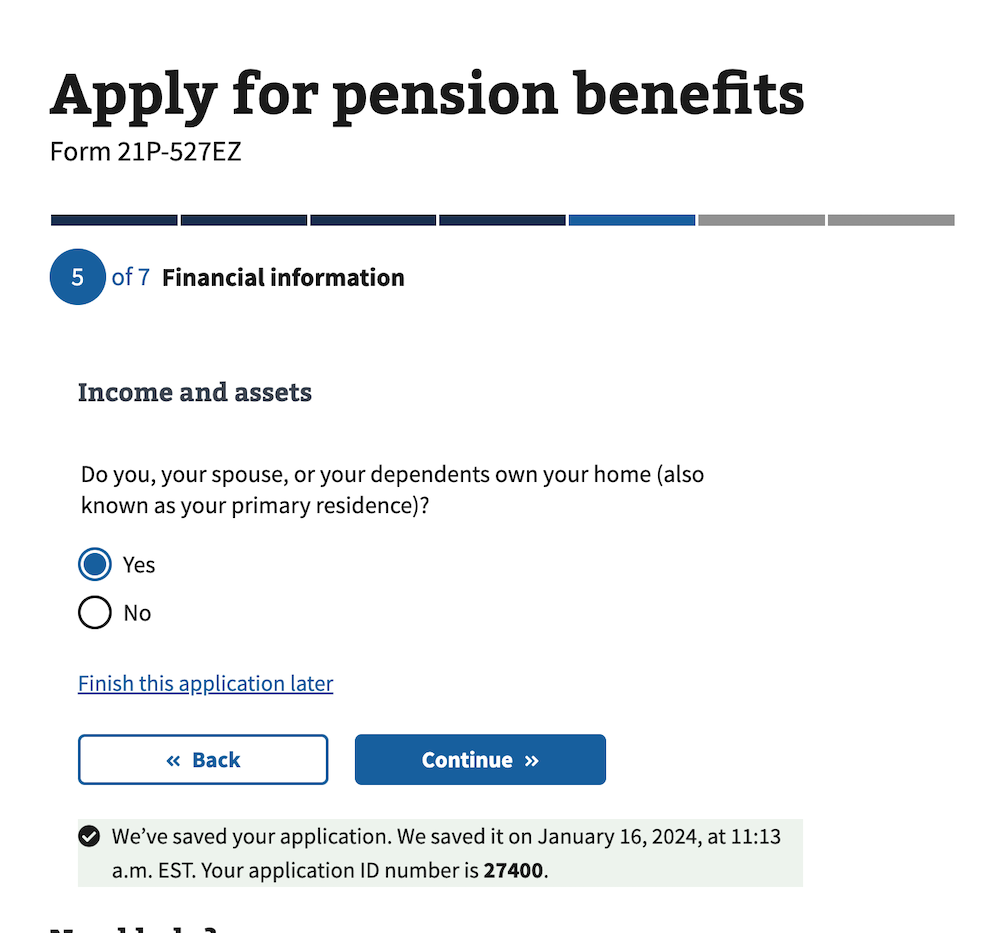 Apply for pension benefits
Form 21P-527EZ
5 of 7 Financial information
Income and assets
Do you, your spouse, or your dependents own your home (also
known as your primary residence)?
Yes
No
Finish this application later
« Back
Continue »
We’ve saved your application. We saved it on January 16, 2024, at 11:13
a.m. EST. Your application ID number is 27400.